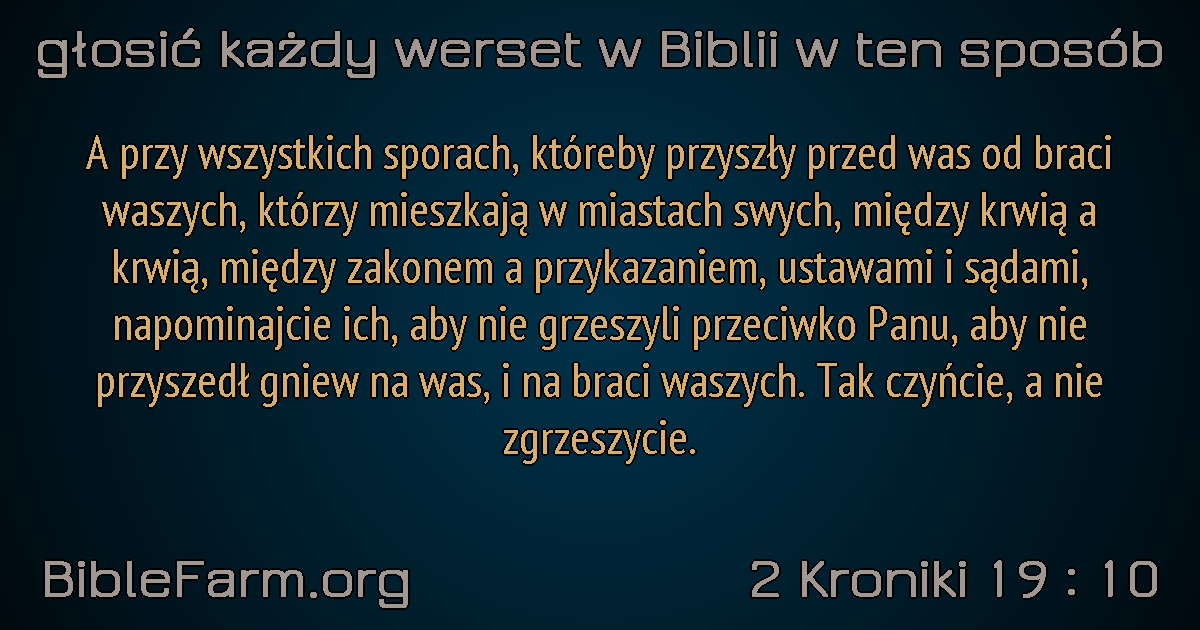 głosić każdy werset w Biblii w ten sposób
A przy wszystkich sporach, któreby przyszły przed was od braci
waszych, którzy mieszkają w miastach swych, między krwią a
krwią, między zakonem a przykazaniem, ustawami i sądami,
napominajcie ich, aby nie grzeszyli przeciwko Panu, aby nie
przyszedł gniew na was, i na braci waszych. Tak czyńcie, a nie
zgrzeszycie.
BibleFarm.org
2 Kroniki 19 : 10